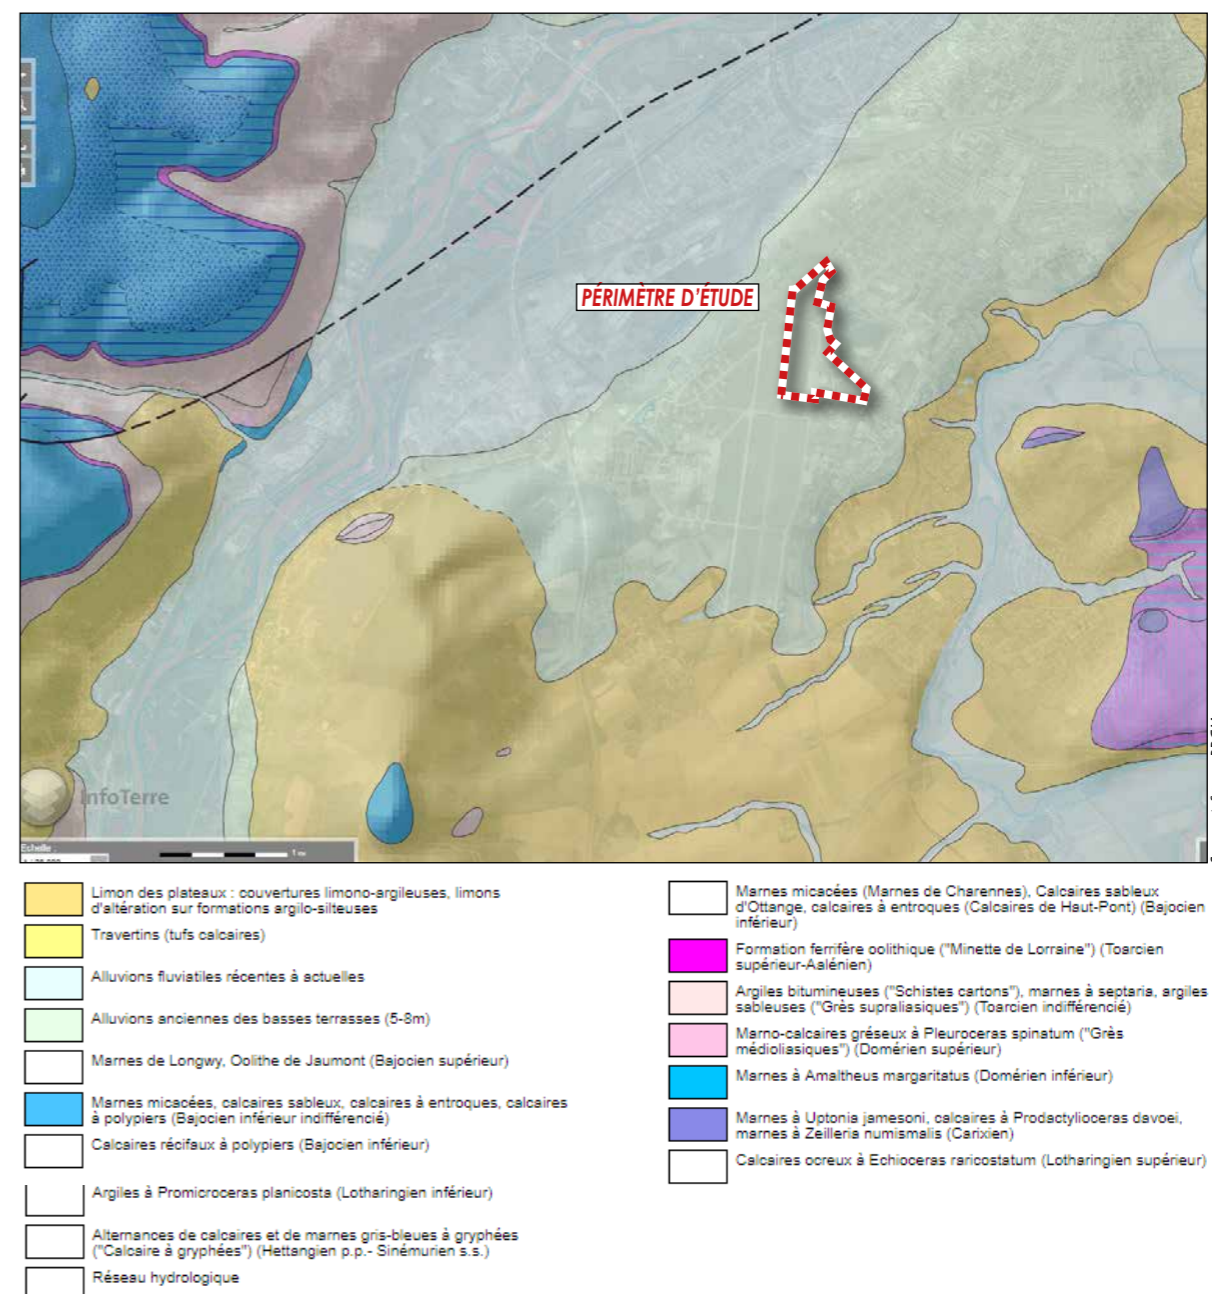 PÉRIMÈTRE D'ÉTUDE
InfoTerre
Echelle :
Limon des plateaux : couvertures limono-argileuses, limons
d'altération sur formations argilo-silteuses
Travertins (tufs calcaires)
Alluvions fluviatiles récentes à actuelles
Alluvions anciennes des basses terrasses (5-8m)
Marnes de Longwy, Oolithe de Jaumont (Bajocien supérieur)
Marnes micacées, calcaires sableux, calcaires à entroques, calcaires
à polypiers (Bajocien inférieur indifférencié)
Calcaires récifaux à polypiers (Bajocien inférieur)
Argiles à Promicroceras planicosta (Lotharingien inférieur)
Alternances de calcaires et de marnes gris-bleues à gryphées
("Calcaire à gryphées") (Hettangien p.p.- Sinémurien s.s.)
Réseau hydrologique
Marnes micacées (Marnes de Charennes), Calcaires sableux
d'Ottange, calcaires à entroques (Calcaires de Haut-Pont) (Bajocien
inférieur)
Formation ferrifère oolithique ("Minette de Lorraine") (Toarcien
supérieur-Aalénien)
Argiles bitumineuses ("Schistes cartons"), marnes à septaria, argiles
sableuses ("Grès supraliasiques") (Toarcien indifférencié)
Marno-calcaires gréseux à Pleuroceras spinatum ("Grès
médioliasiques") (Domérien supérieur)
Marnes à Amaltheus margaritatus (Domérien inférieur)
Marnes à Uptonia jamesoni, calcaires à Prodactylioceras davoei,
marnes à Zeilleria numismalis (Carixien)
Calcaires ocreux à Echioceras raricostatum (Lotharingien supérieur)